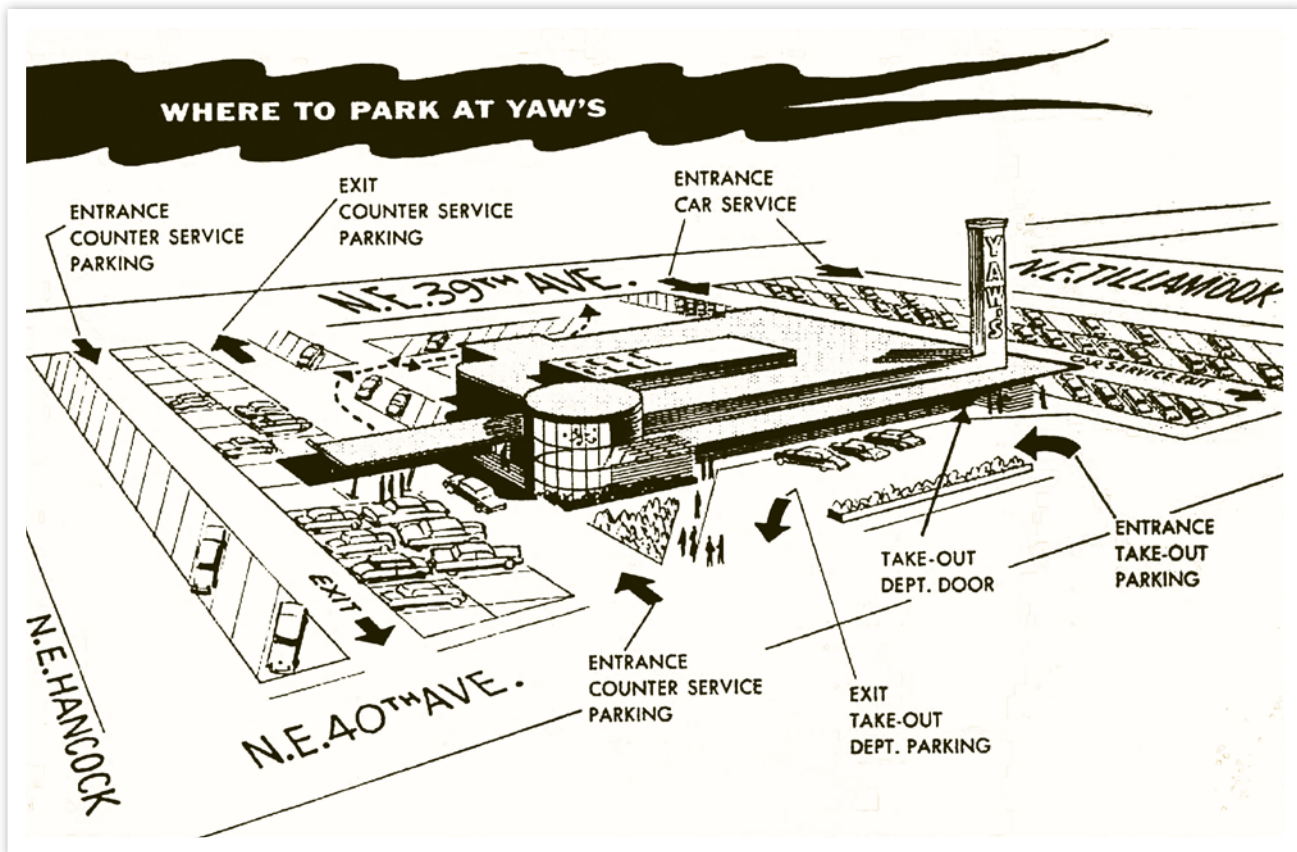 WHERE TO PARK AT YAW'S
ENTRANCE
COUNTER SERVICE
PARKING
EXIT
COUNTER SERVICE
PARKING
ENTRANCE
CAR SERVICE
N.E. 39TH AVE.
YAW'S
N.E. TILLAMOOK
CAR SERVICE EXIT
EXIT
N.E. HANCOCK
N.E. 40TH AVE.
ENTRANCE
COUNTER SERVICE
PARKING
EXIT
TAKE-OUT
DEPT. PARKING
TAKE-OUT
DEPT. DOOR
ENTRANCE
TAKE-OUT
PARKING